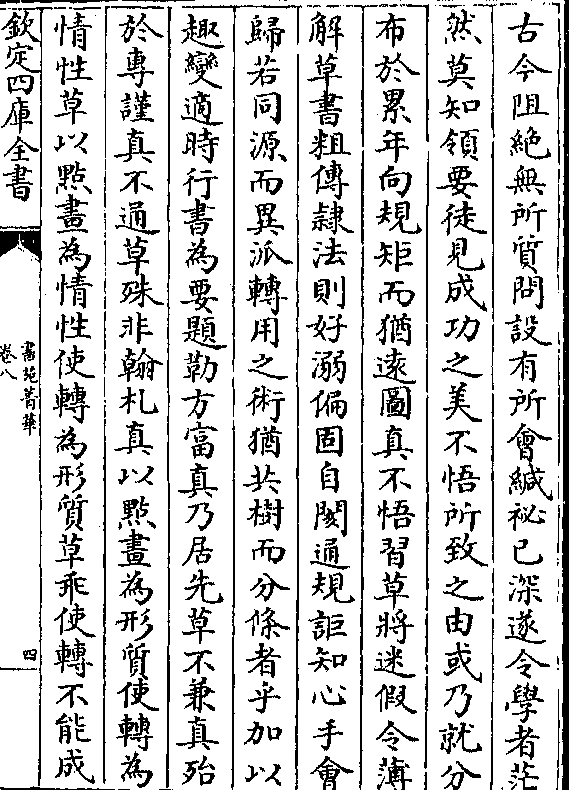 古今阻絶無所質問設有所會緘袐已深遂令學者茫
然莫知領要徒見成功之美不悟所致之由或乃就分
布於累年向規矩而猶逺圖真不悟習草將迷假令薄
解草書粗傳隷法則好溺偏固自閡通規詎知心手會
歸若同源而異派轉用之術猶共樹而分條者乎加以
趣變適時行書為要題勒方富真乃居先草不兼真殆
於專謹真不通草殊非翰札真以㸃畫為形質使轉為
情性草以㸃畫為情性使轉為形質草乖使轉不能成
欽定四庫全書
書苑菁華
卷八
四